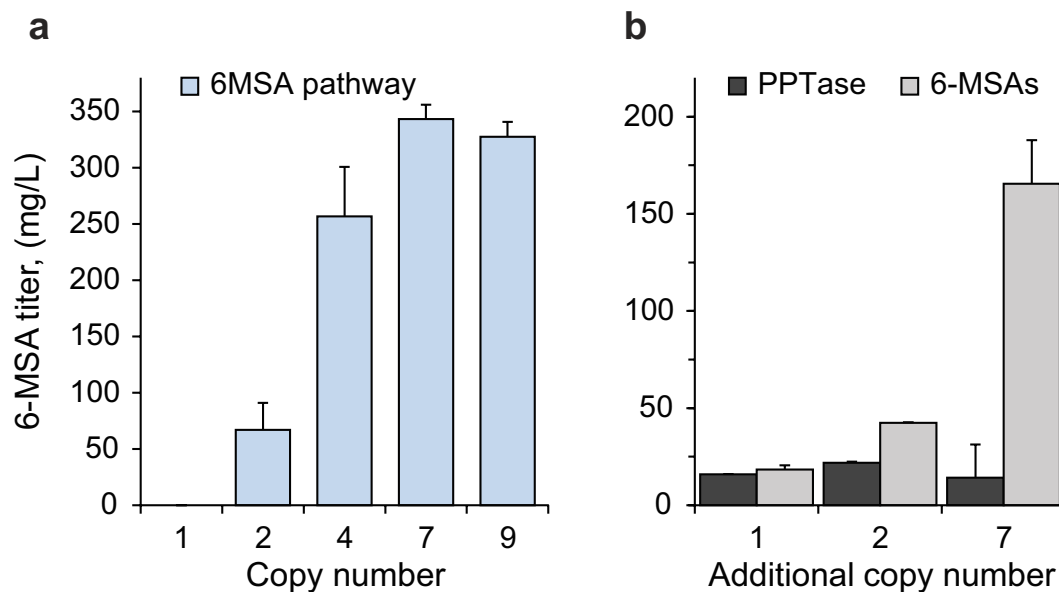 a
6MSA pathway
6-MSA titer, (mg/L)
350
300
250
200
150
100
50
0
1 2 4 7 9
Copy number
b
PPTase 6-MSAs
200
150
100
50
0
1 2 7
Additional copy number